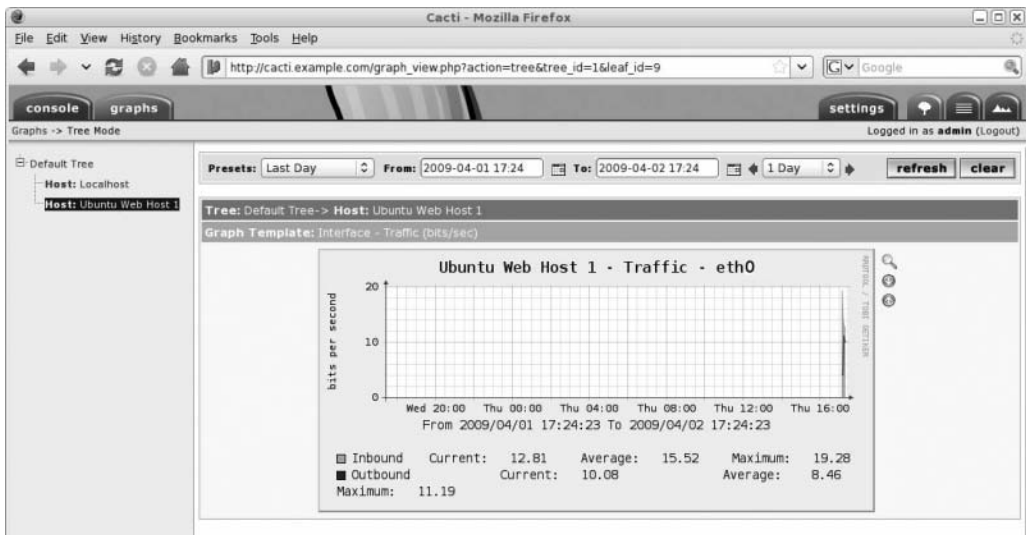 Cacti - Mozilla Firefox
File Edit View History Bookmarks Tools Help
http://cacti.example.com/graph_view.php?action=tree&tree_id=1&leaf_id=9
G Google
console graphs settings
Graphs -> Tree Mode Logged in as admin (Logout)
Default Tree
Host: Localhost
Host: Ubuntu Web Host 1
Presets: Last Day From: 2009-04-01 17:24 To: 2009-04-02 17:24 1 Day refresh clear
Tree: Default Tree-> Host: Ubuntu Web Host 1
Graph Template: Interface - Traffic (bits/sec)
Ubuntu Web Host 1 - Traffic - eth0
RRDTOOL / TOBI OETIKER
bits per second
20
10
0
Wed 20:00 Thu 00:00 Thu 04:00 Thu 08:00 Thu 12:00 Thu 16:00
From 2009/04/01 17:24:23 To 2009/04/02 17:24:23
Inbound Current: 12.81 Average: 15.52 Maximum: 19.28
Outbound Current: 10.08 Average: 8.46
Maximum: 11.19